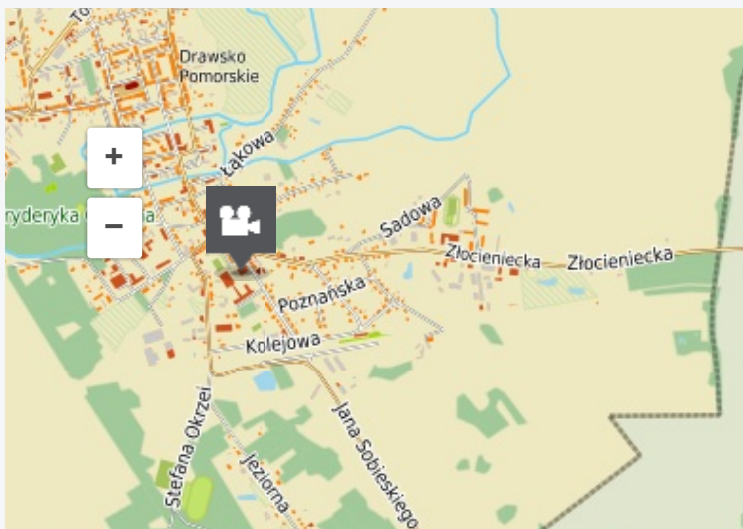 Drawsko
Pomorskie
+
Łąkowa
−
ryderyka
Sadowa
Złocieniecka
Złocieniecka
Poznańska
Kolejowa
Stefana Okrzei
Jana Sobieskiego
Jeziorna